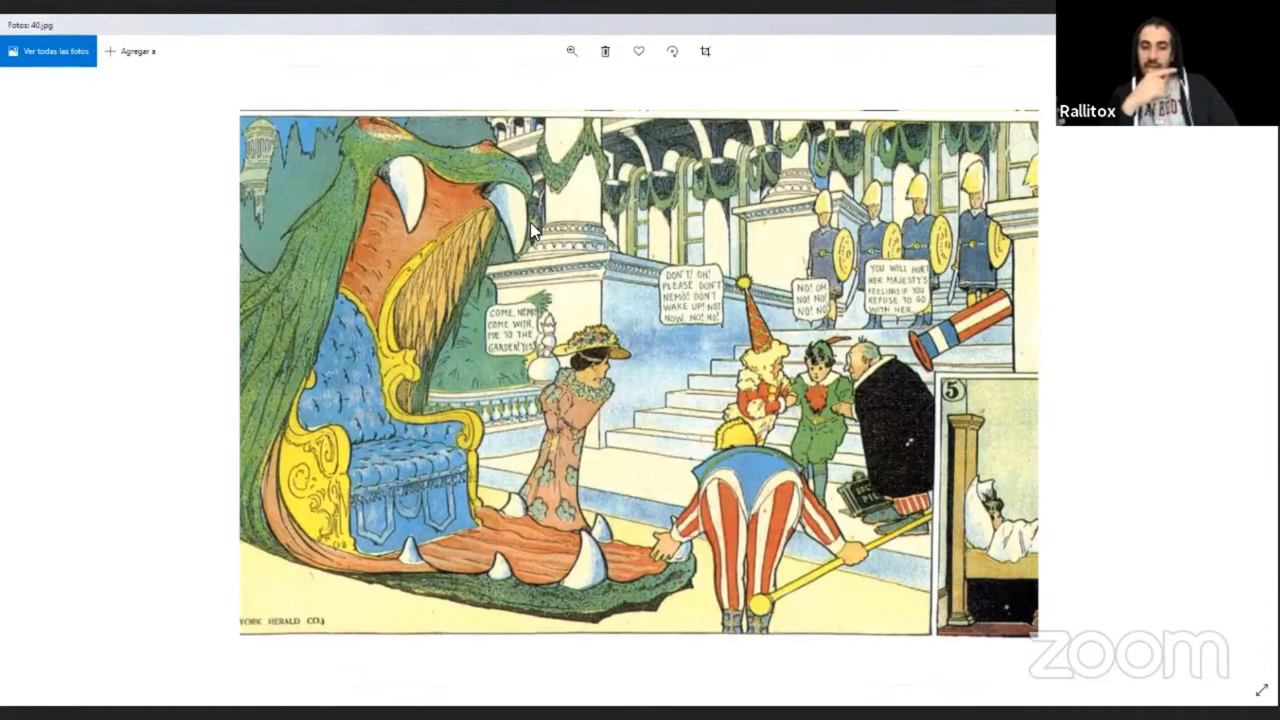 Fotos: 40.jpg
Ver todas las fotos
Agregar a
Rallitox
COME, NEMO
COME WITH
ME TO THE
GARDEN! YES!
DON'T! OH!
PLEASE DON'T
NEMO! DON'T
WAKE UP! NOT
NOW. NO! NO!
NO! OH
NO! NO!
NO! NO!
YOU WILL HURT
HER MAJESTY'S
FEELINGS IF YOU
REFUSE TO GO
WITH HER.
5
YORK HERALD CO.)
zoom